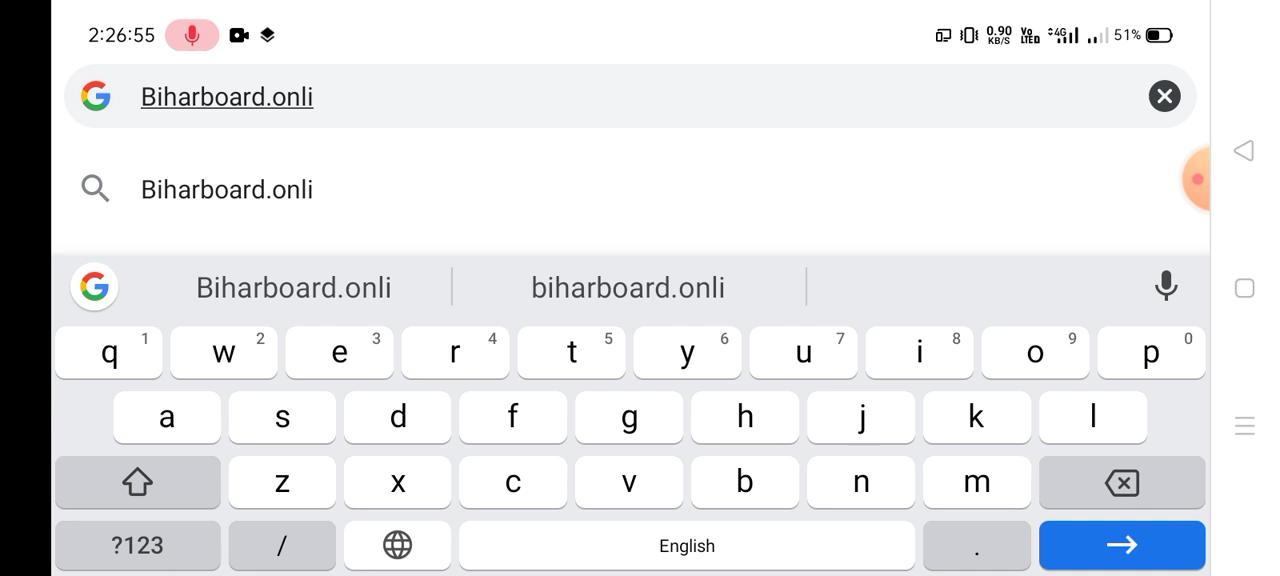 2:26:55 0.90 KB/S Vo LTED 4G 51%
Biharboard.onli
Biharboard.onli
Biharboard.onli biharboard.onli
q 1 w 2 e 3 r 4 t 5 y 6 u 7 i 8 o 9 p 0
a s d f g h j k l
z x c v b n m
?123 / English .